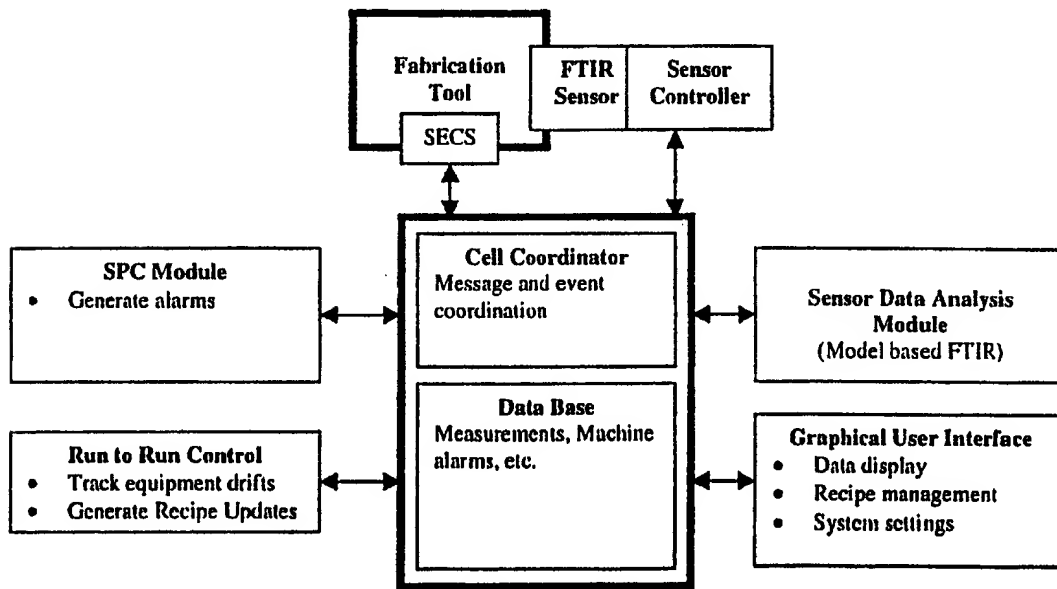 Fabrication
Tool
SECS
FTIR
Sensor
Sensor
Controller
SPC Module
• Generate alarms
Cell Coordinator
Message and event
coordination
Sensor Data Analysis
Module
(Model based FTIR)
Run to Run Control
• Track equipment drifts
• Generate Recipe Updates
Data Base
Measurements, Machine
alarms, etc.
Graphical User Interface
• Data display
• Recipe management
• System settings